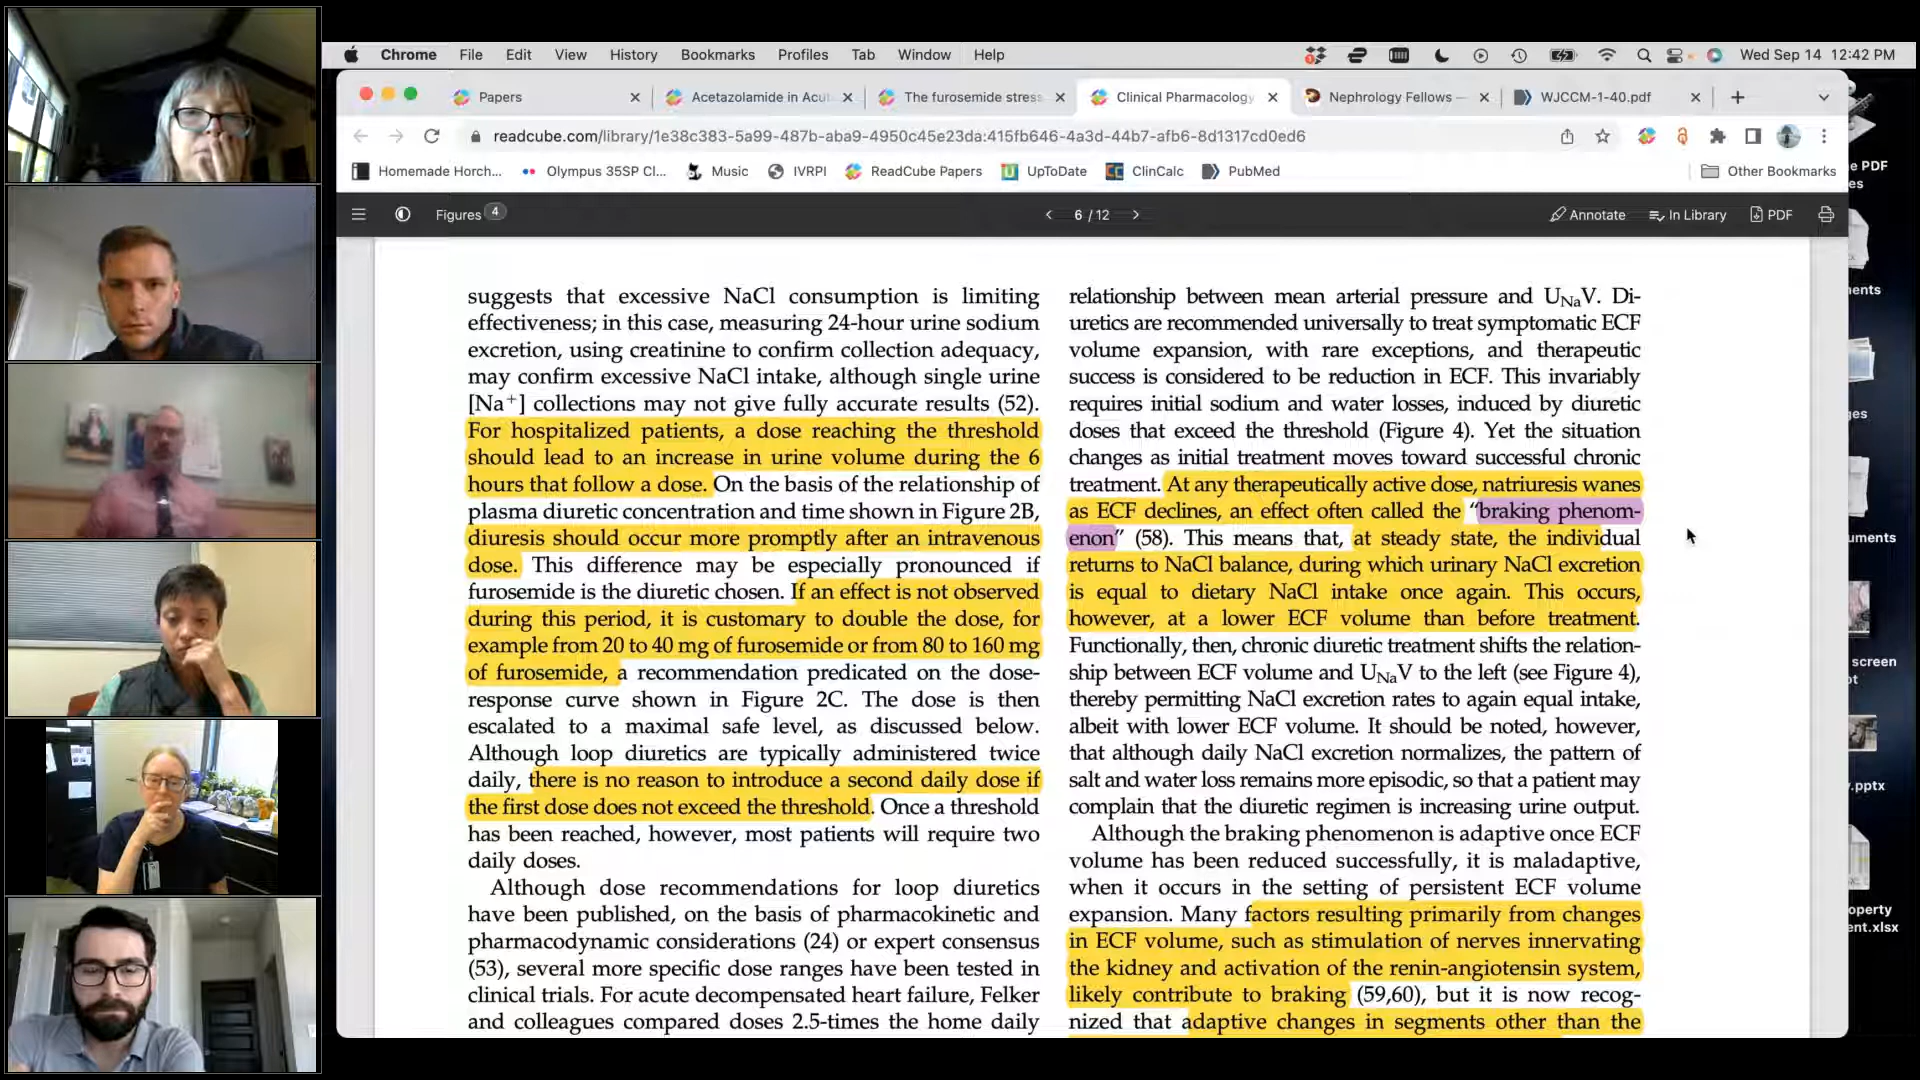 Chrome File Edit View History Bookmarks Profiles Tab Window Help Wed Sep 14 12:42 PM
Papers Acetazolamide in Acut The furosemide stress Clinical Pharmacology Nephrology Fellows — WJCCM-1-40.pdf
readcube.com/library/1e38c383-5a99-487b-aba9-4950c45e23da:415fb646-4a3d-44b7-afb6-8d1317cd0ed6
Homemade Horch... Olympus 35SP Cl... Music IVRPI ReadCube Papers UpToDate ClinCalc PubMed Other Bookmarks
Figures 4 6 / 12 Annotate In Library PDF
suggests that excessive NaCl consumption is limiting
effectiveness; in this case, measuring 24-hour urine sodium
excretion, using creatinine to confirm collection adequacy,
may confirm excessive NaCl intake, although single urine
[Na+] collections may not give fully accurate results (52).
For hospitalized patients, a dose reaching the threshold
should lead to an increase in urine volume during the 6
hours that follow a dose. On the basis of the relationship of
plasma diuretic concentration and time shown in Figure 2B,
diuresis should occur more promptly after an intravenous
dose. This difference may be especially pronounced if
furosemide is the diuretic chosen. If an effect is not observed
during this period, it is customary to double the dose, for
example from 20 to 40 mg of furosemide or from 80 to 160 mg
of furosemide, a recommendation predicated on the dose-
response curve shown in Figure 2C. The dose is then
escalated to a maximal safe level, as discussed below.
Although loop diuretics are typically administered twice
daily, there is no reason to introduce a second daily dose if
the first dose does not exceed the threshold. Once a threshold
has been reached, however, most patients will require two
daily doses.
Although dose recommendations for loop diuretics
have been published, on the basis of pharmacokinetic and
pharmacodynamic considerations (24) or expert consensus
(53), several more specific dose ranges have been tested in
clinical trials. For acute decompensated heart failure, Felker
and colleagues compared doses 2.5-times the home daily
relationship between mean arterial pressure and UNaV. Di-
uretics are recommended universally to treat symptomatic ECF
volume expansion, with rare exceptions, and therapeutic
success is considered to be reduction in ECF. This invariably
requires initial sodium and water losses, induced by diuretic
doses that exceed the threshold (Figure 4). Yet the situation
changes as initial treatment moves toward successful chronic
treatment. At any therapeutically active dose, natriuresis wanes
as ECF declines, an effect often called the “braking phenom-
enon” (58). This means that, at steady state, the individual
returns to NaCl balance, during which urinary NaCl excretion
is equal to dietary NaCl intake once again. This occurs,
however, at a lower ECF volume than before treatment.
Functionally, then, chronic diuretic treatment shifts the relation-
ship between ECF volume and UNaV to the left (see Figure 4),
thereby permitting NaCl excretion rates to again equal intake,
albeit with lower ECF volume. It should be noted, however,
that although daily NaCl excretion normalizes, the pattern of
salt and water loss remains more episodic, so that a patient may
complain that the diuretic regimen is increasing urine output.
Although the braking phenomenon is adaptive once ECF
volume has been reduced successfully, it is maladaptive,
when it occurs in the setting of persistent ECF volume
expansion. Many factors resulting primarily from changes
in ECF volume, such as stimulation of nerves innervating
the kidney and activation of the renin-angiotensin system,
likely contribute to braking (59,60), but it is now recog-
nized that adaptive changes in segments other than the
e PDF
es
ments
uments
ges
screen
ot
.pptx
operty
ent.xlsx